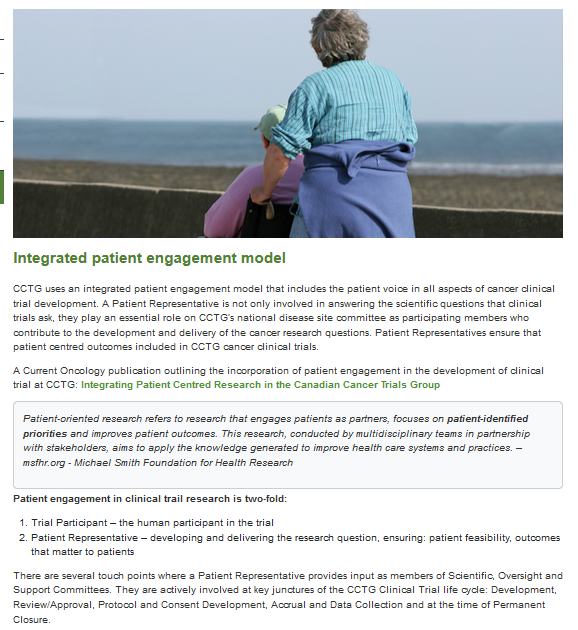 Integrated patient engagement model
CCTG uses an integrated patient engagement model that includes the patient voice in all aspects of cancer clinical
trial development. A Patient Representative is not only involved in answering the scientific questions that clinical
trials ask, they play an essential role on CCTG's national disease site committee as participating members who
contribute to the development and delivery of the cancer research questions. Patient Representatives ensure that
patient centred outcomes included in CCTG cancer clinical trials.
A Current Oncology publication outlining the incorporation of patient engagement in the development of clinical
trial at CCTG: Integrating Patient Centred Research in the Canadian Cancer Trials Group
Patient-oriented research refers to research that engages patients as partners, focuses on patient-identified
priorities and improves patient outcomes. This research, conducted by multidisciplinary teams in partnership
with stakeholders, aims to apply the knowledge generated to improve health care systems and practices. –
msfhr.org - Michael Smith Foundation for Health Research
Patient engagement in clinical trail research is two-fold:
1. Trial Participant – the human participant in the trial
2. Patient Representative – developing and delivering the research question, ensuring: patient feasibility, outcomes
that matter to patients
There are several touch points where a Patient Representative provides input as members of Scientific, Oversight and
Support Committees. They are actively involved at key junctures of the CCTG Clinical Trial life cycle: Development,
Review/Approval, Protocol and Consent Development, Accrual and Data Collection and at the time of Permanent
Closure.